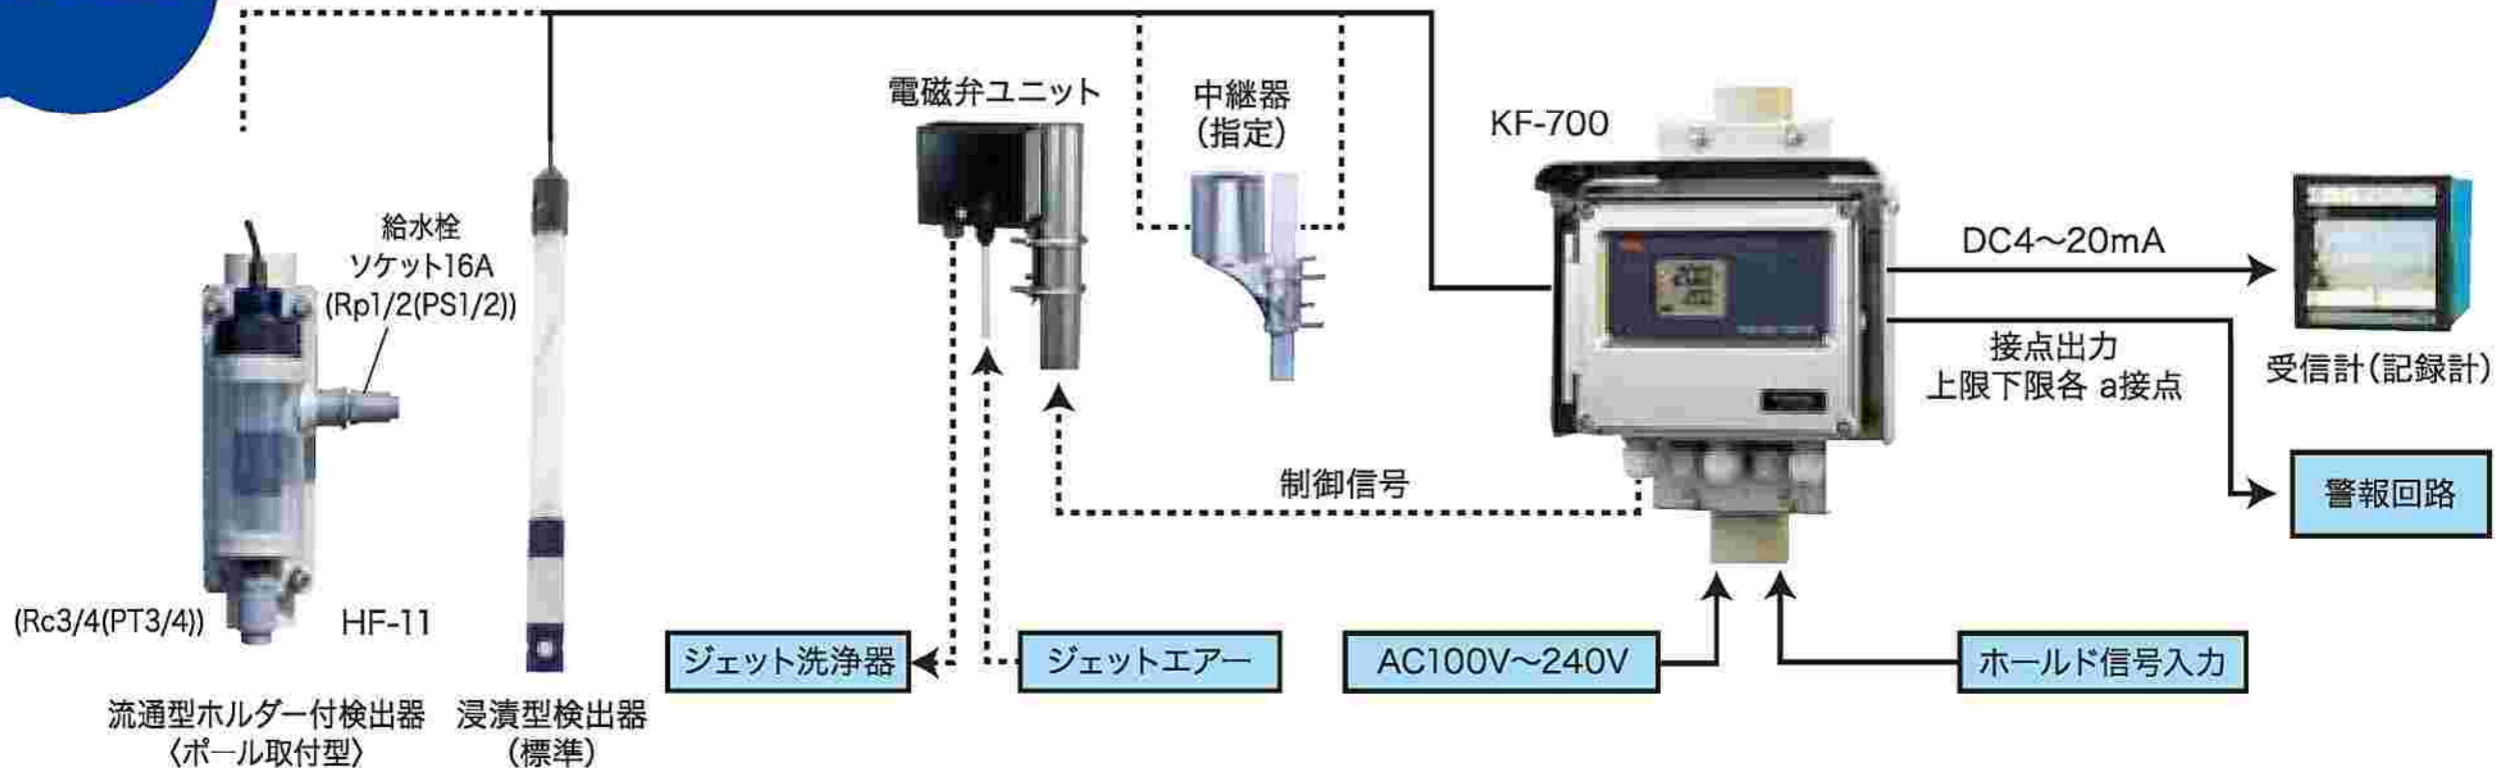 電磁弁ユニット
中継器
(指定)
KF-700
給水栓
ソケット16A
(Rp1/2(PS1/2))
DC4～20mA
接点出力
上限下限各 a接点
受信計(記録計)
制御信号
警報回路
(Rc3/4(PT3/4))
HF-11
ジェット洗浄器
ジェットエアー
AC100V～240V
ホールド信号入力
流通型ホルダー付検出器
〈ポール取付型〉
浸漬型検出器
(標準)